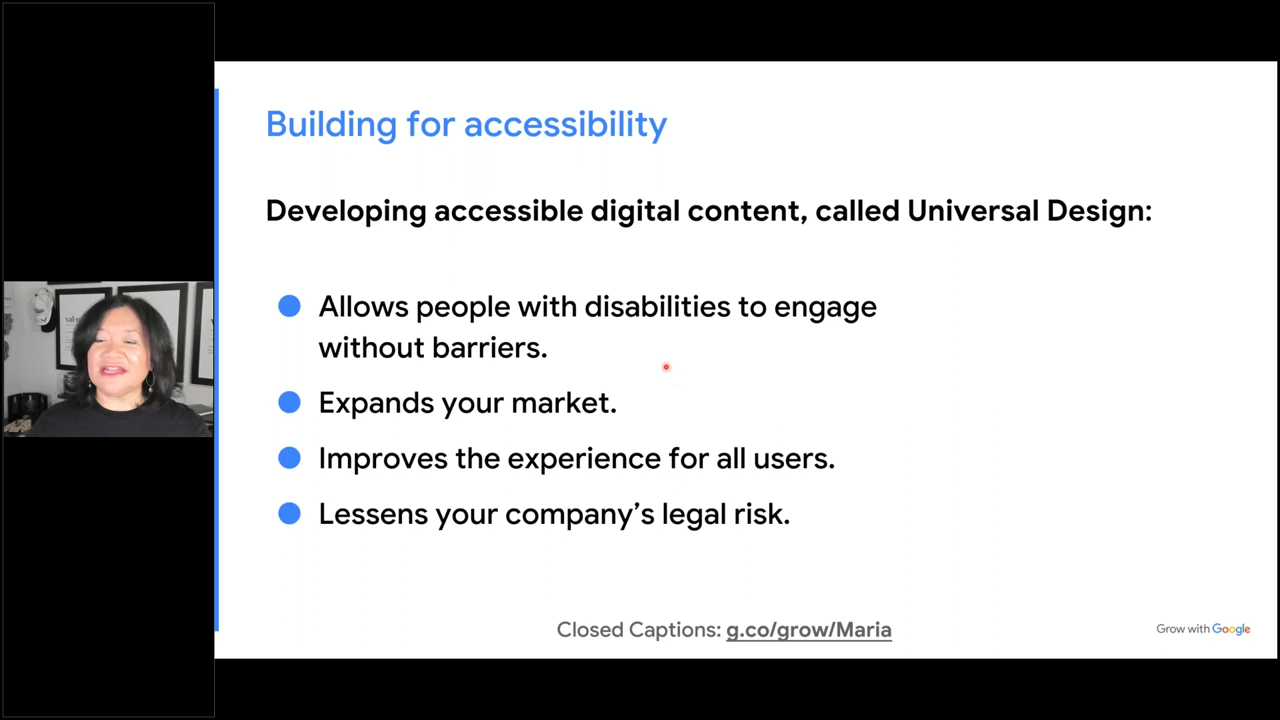 Building for accessibility
Developing accessible digital content, called Universal Design:
Allows people with disabilities to engage
without barriers.
Expands your market.
Improves the experience for all users.
Lessens your company’s legal risk.
Closed Captions: g.co/grow/Maria
Grow with Google